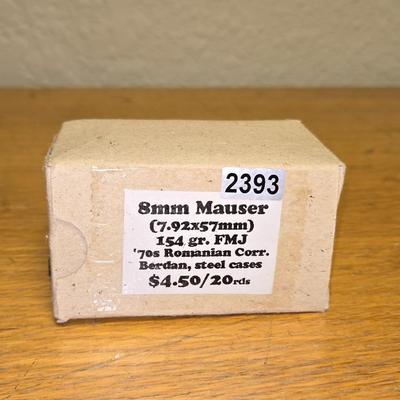 2393
8mm Mauser
(7.92x57mm)
154 gr. FMJ
'70s Romanian Corr.
Berdan, steel cases
$4.50/20rds